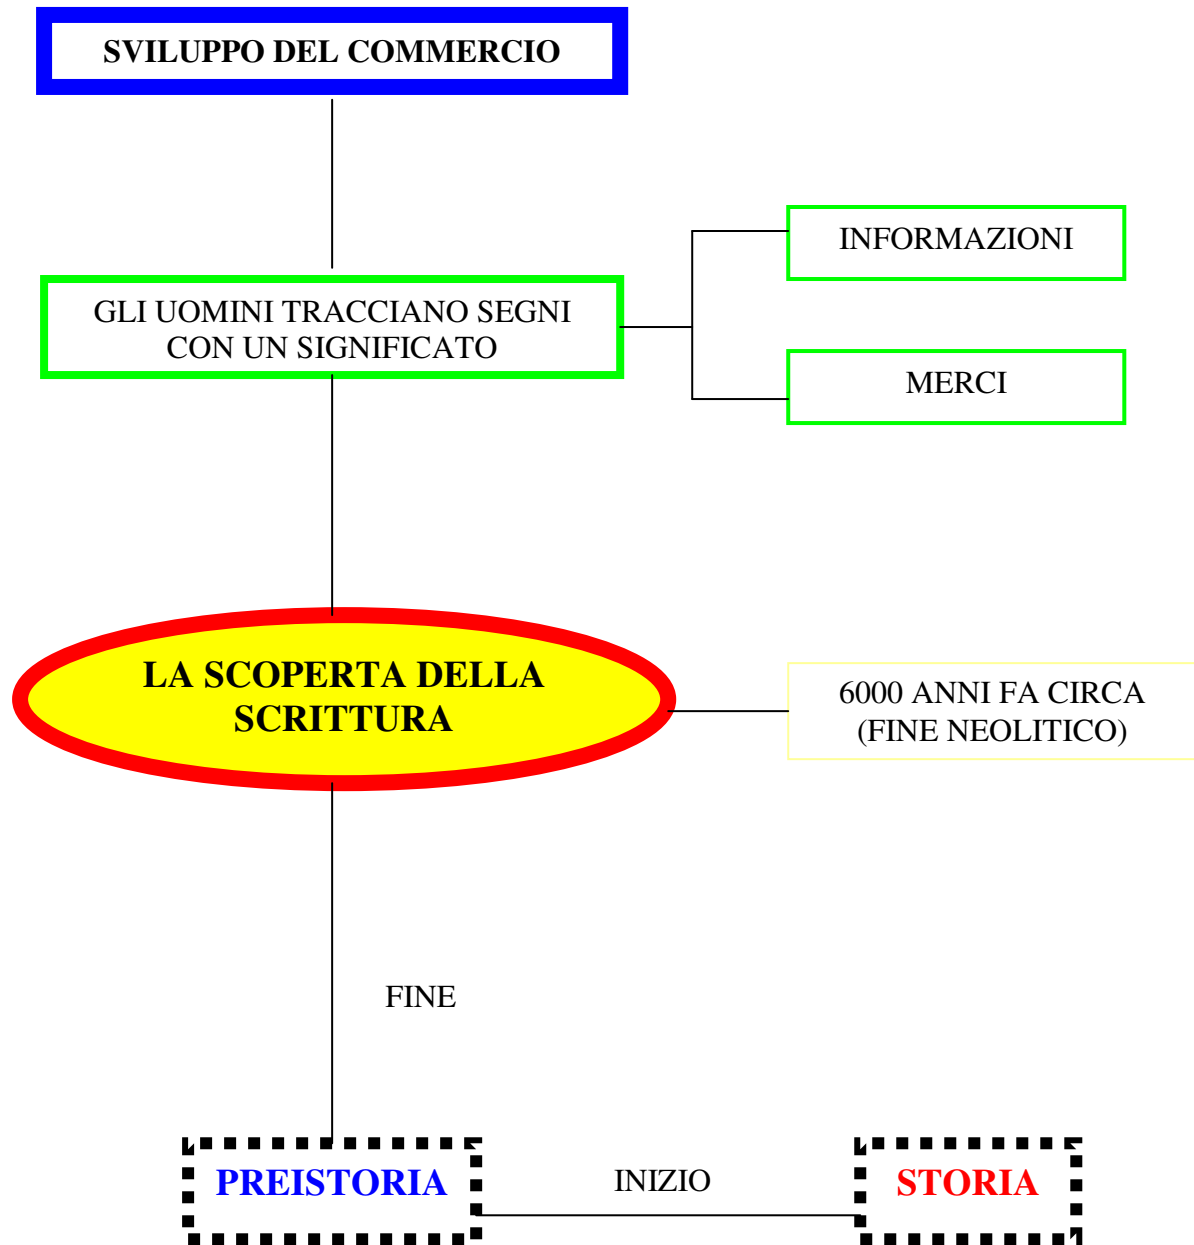 SVILUPPO DEL COMMERCIO
INFORMAZIONI
GLI UOMINI TRACCIANO SEGNI
CON UN SIGNIFICATO
MERCI
LA SCOPERTA DELLA
SCRITTURA
6000 ANNI FA CIRCA
(FINE NEOLITICO)
FINE
PREISTORIA
INIZIO
STORIA